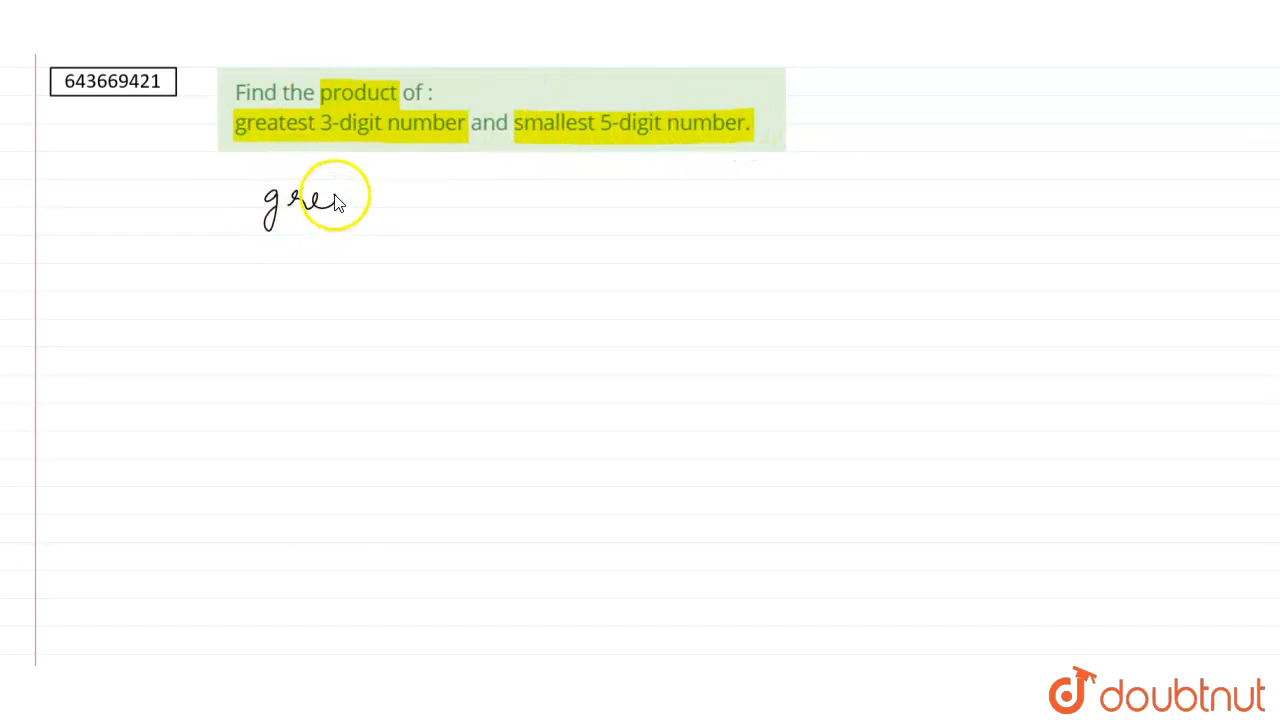 643669421
Find the product of :
greatest 3-digit number and smallest 5-digit number.
gre
doubtnut